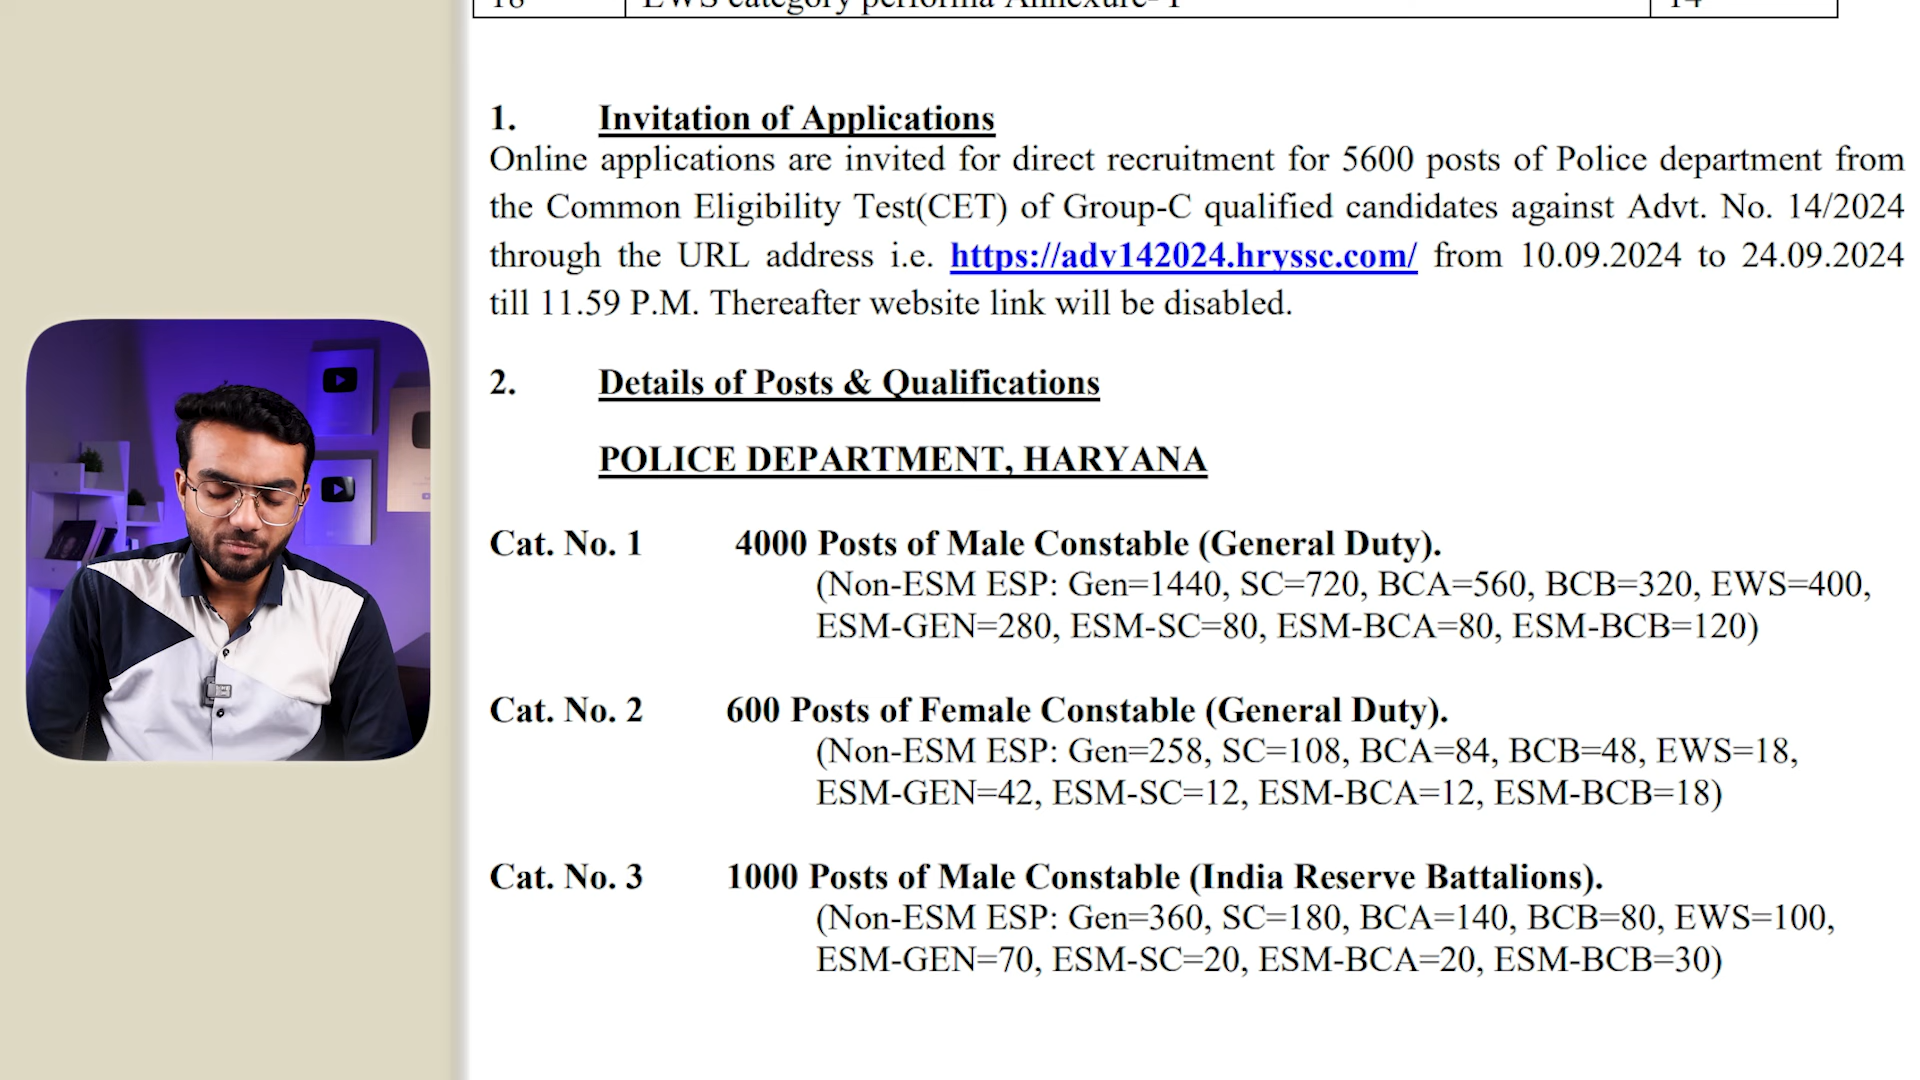 18 EWS category performa Annexure- 1 14
1. Invitation of Applications
Online applications are invited for direct recruitment for 5600 posts of Police department from
the Common Eligibility Test(CET) of Group-C qualified candidates against Advt. No. 14/2024
through the URL address i.e. https://adv142024.hryssc.com/ from 10.09.2024 to 24.09.2024
till 11.59 P.M. Thereafter website link will be disabled.
2. Details of Posts & Qualifications
POLICE DEPARTMENT, HARYANA
Cat. No. 1 4000 Posts of Male Constable (General Duty).
(Non-ESM ESP: Gen=1440, SC=720, BCA=560, BCB=320, EWS=400,
ESM-GEN=280, ESM-SC=80, ESM-BCA=80, ESM-BCB=120)
Cat. No. 2 600 Posts of Female Constable (General Duty).
(Non-ESM ESP: Gen=258, SC=108, BCA=84, BCB=48, EWS=18,
ESM-GEN=42, ESM-SC=12, ESM-BCA=12, ESM-BCB=18)
Cat. No. 3 1000 Posts of Male Constable (India Reserve Battalions).
(Non-ESM ESP: Gen=360, SC=180, BCA=140, BCB=80, EWS=100,
ESM-GEN=70, ESM-SC=20, ESM-BCA=20, ESM-BCB=30)